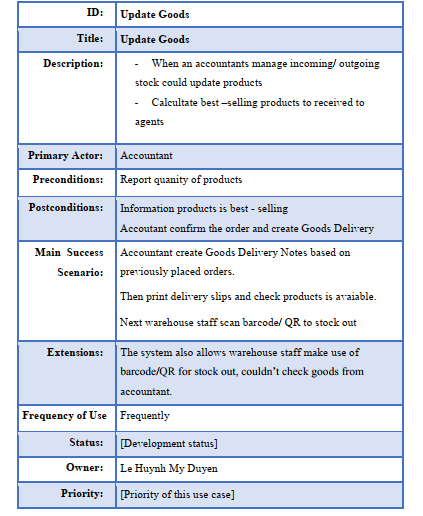 ID: Update Goods
Title: Update Goods
Description: - When an accountants manage incoming/ outgoing
stock could update products
- Calcultate best –selling products to received to
agents
Primary Actor: Accountant
Preconditions: Report quanity of products
Postconditions: Information products is best - selling
Accoutant confirm the order and create Goods Delivery
Main Success Scenario: Accountant create Goods Delivery Notes based on
previously placed orders.
Then print delivery slips and check products is avaiable.
Next warehouse staff scan barcode/ QR to stock out
Extensions: The system also allows warehouse staff make use of
barcode/QR for stock out, couldn't check goods from
accountant.
Frequency of Use Frequently
Status: [Development status]
Owner: Le Huynh My Duyen
Priority: [Priority of this use case]